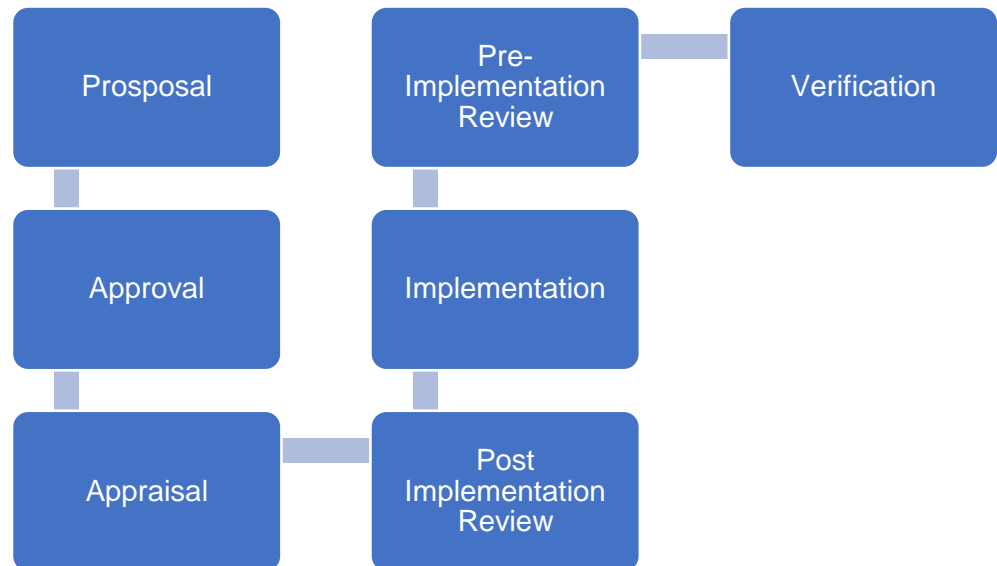 Prosposal
Approval
Appraisal
Post
Implementation
Review
Implementation
Pre-
Implementation
Review
Verification